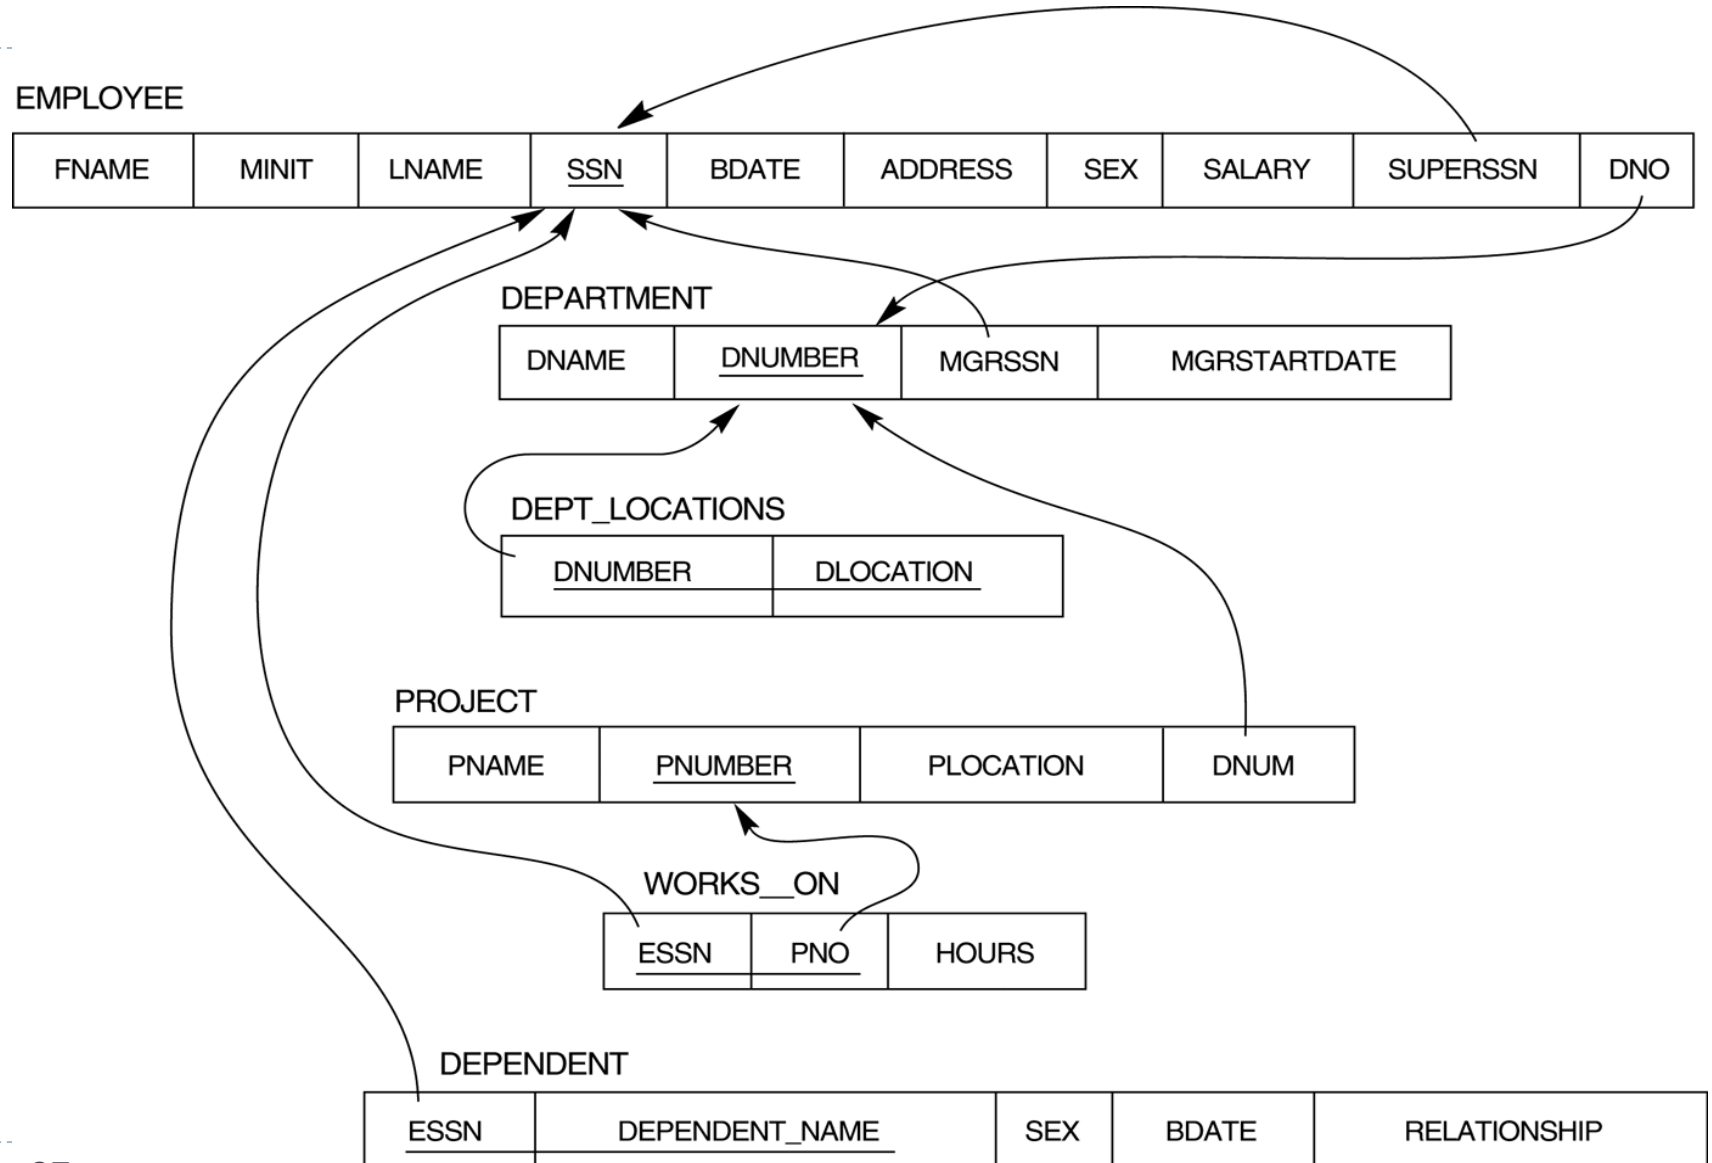 EMPLOYEE
FNAME MINIT LNAME SSN BDATE ADDRESS SEX SALARY SUPERSSN DNO
DEPARTMENT
DNAME DNUMBER MGRSSN MGRSTARTDATE
DEPT_LOCATIONS
DNUMBER DLOCATION
PROJECT
PNAME PNUMBER PLOCATION DNUM
WORKS__ON
ESSN PNO HOURS
DEPENDENT
ESSN DEPENDENT_NAME SEX BDATE RELATIONSHIP